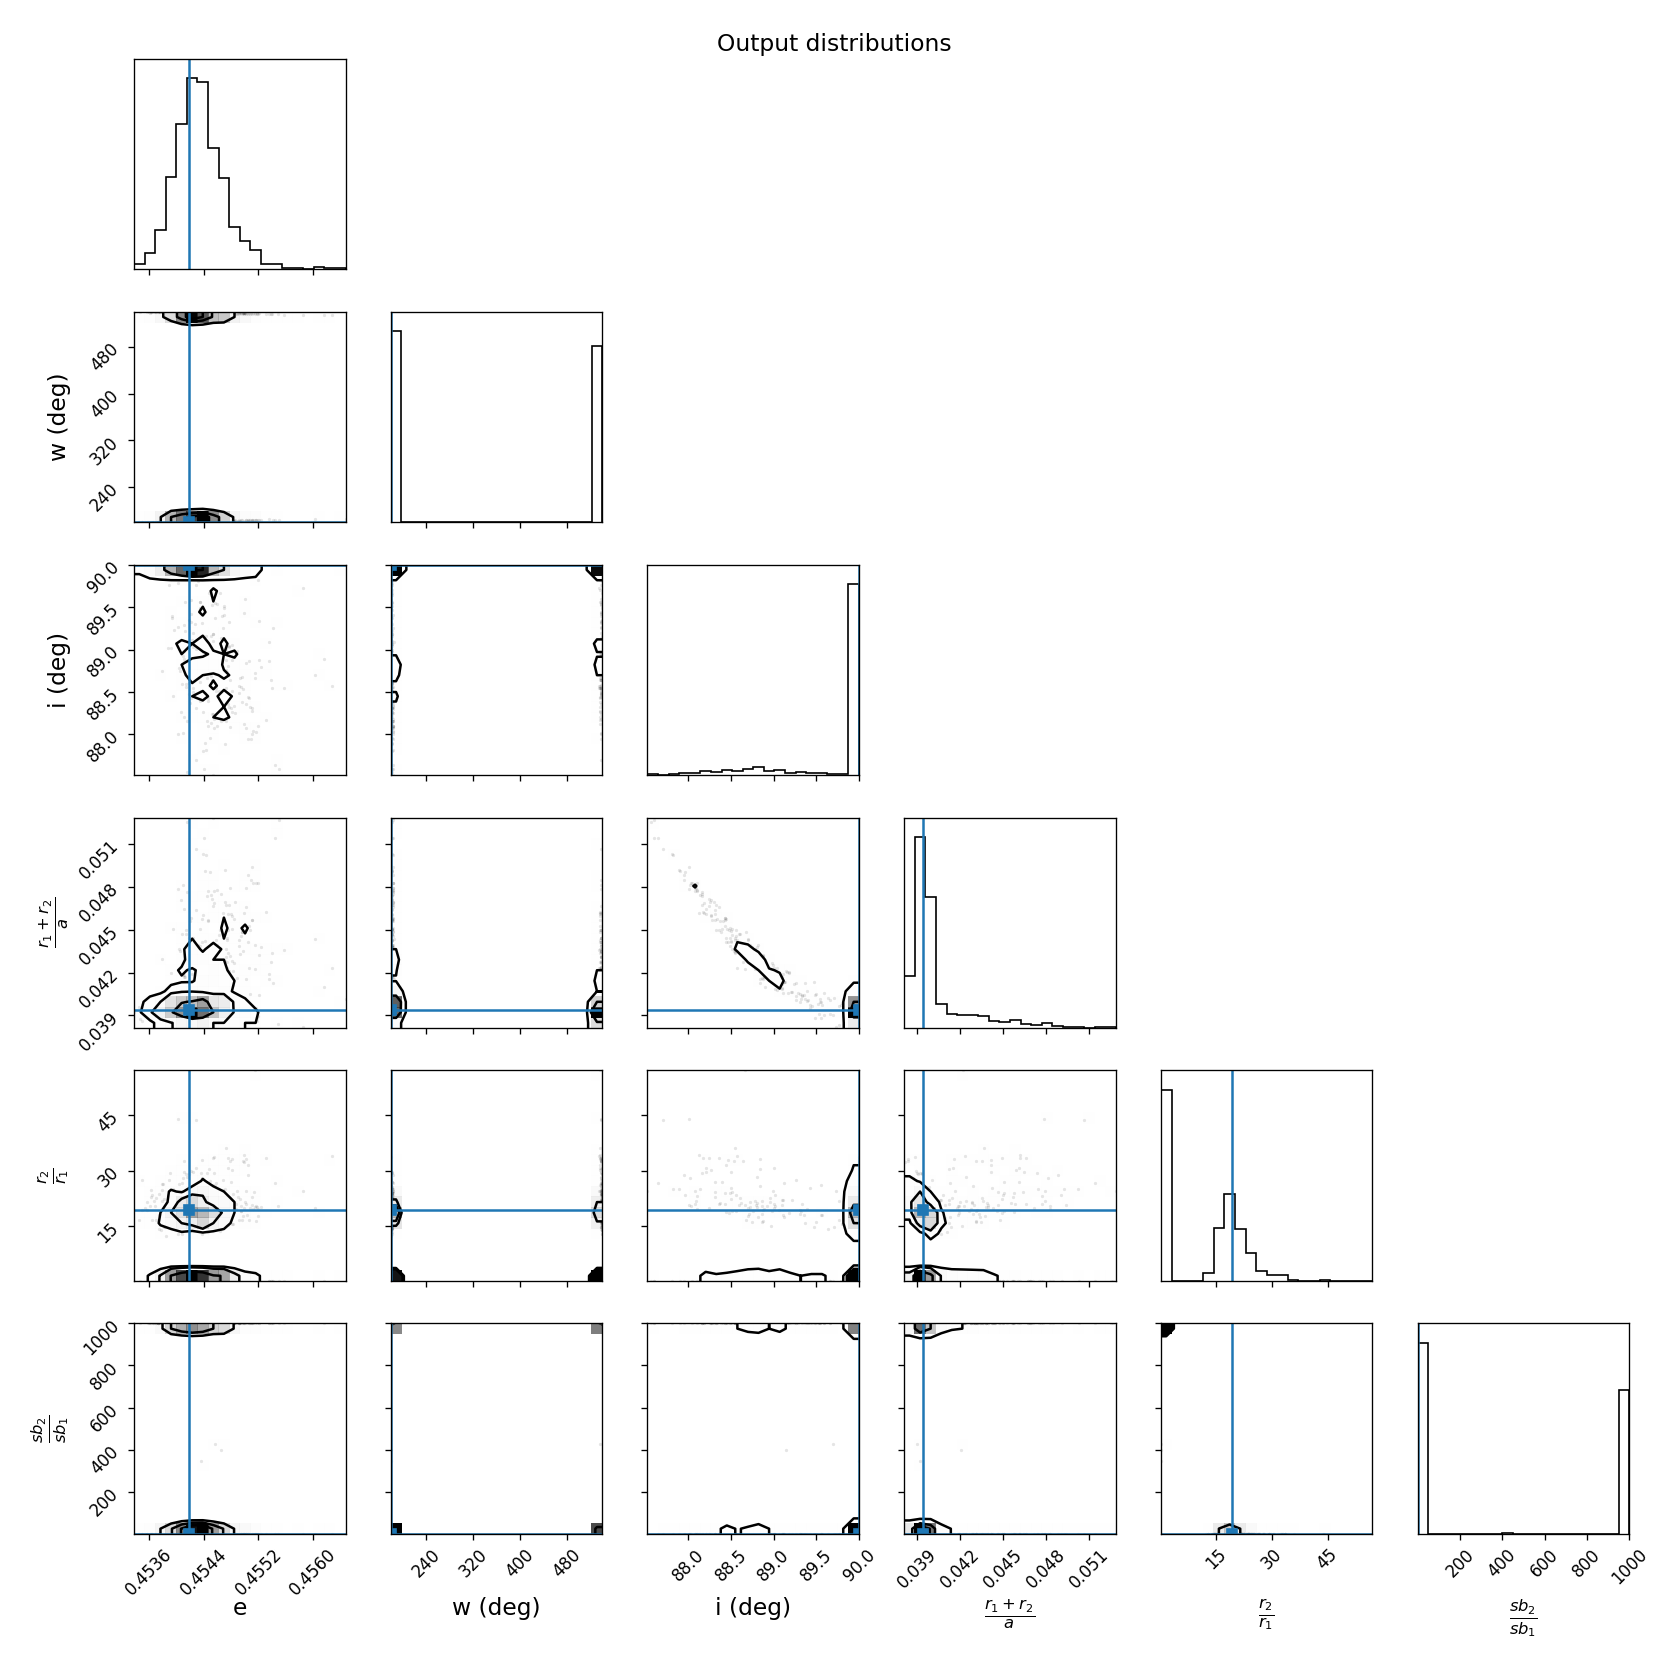 Output distributions
w (deg)
480
400
320
240
i (deg)
90.0
89.5
89.0
88.5
88.0
r₁ + r₂
a
0.051
0.048
0.045
0.042
0.039
r₂
r₁
45
30
15
sb₂
sb₁
1000
800
600
400
200
0.4536 0.4544 0.4552 0.4560
240 320 400 480
88.0 88.5 89.0 89.5 90.0
0.039 0.042 0.045 0.048 0.051
15 30 45
200 400 600 800 1000
e
w (deg)
i (deg)
r₁ + r₂
a
r₂
r₁
sb₂
sb₁